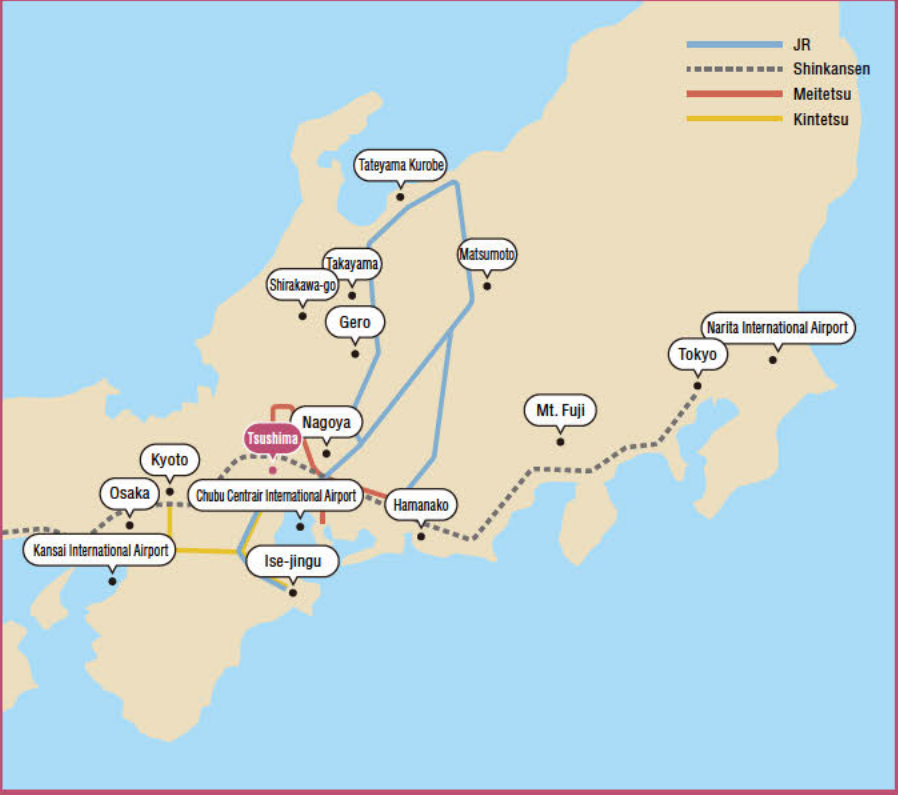 JR
Shinkansen
Meitetsu
Kintetsu
Tateyama Kurobe
Takayama
Matsumoto
Shirakawa-go
Gero
Narita International Airport
Tokyo
Mt. Fuji
Nagoya
Tsushima
Kyoto
Osaka
Chubu Centrair International Airport
Hamanako
Kansai International Airport
Ise-jingu